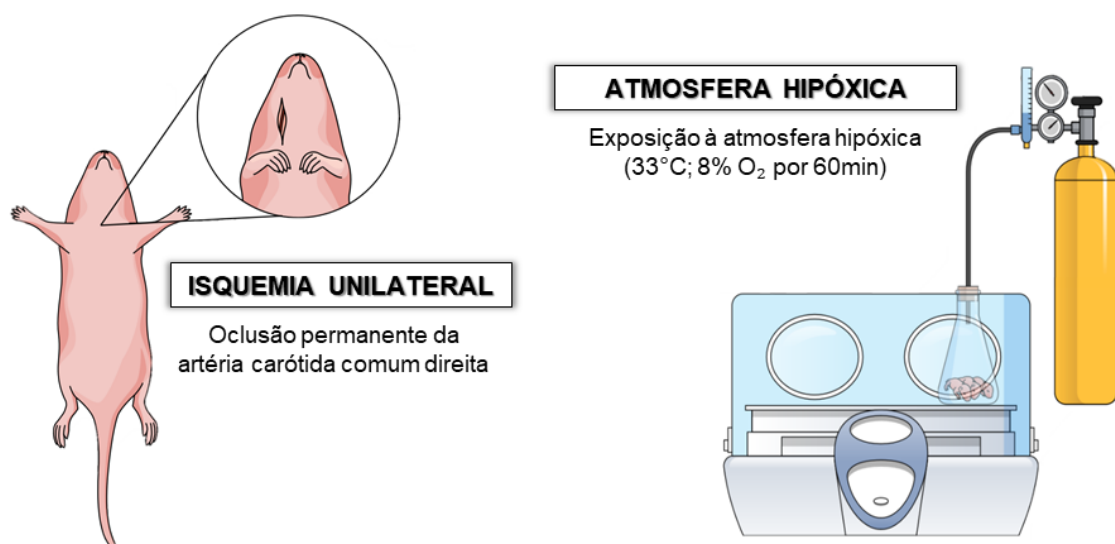 ISQUEMIA UNILATERAL
Oclusão permanente da
artéria carótida comum direita
ATMOSFERA HIPÓXICA
Exposição à atmosfera hipóxica
(33°C; 8% O₂ por 60min)